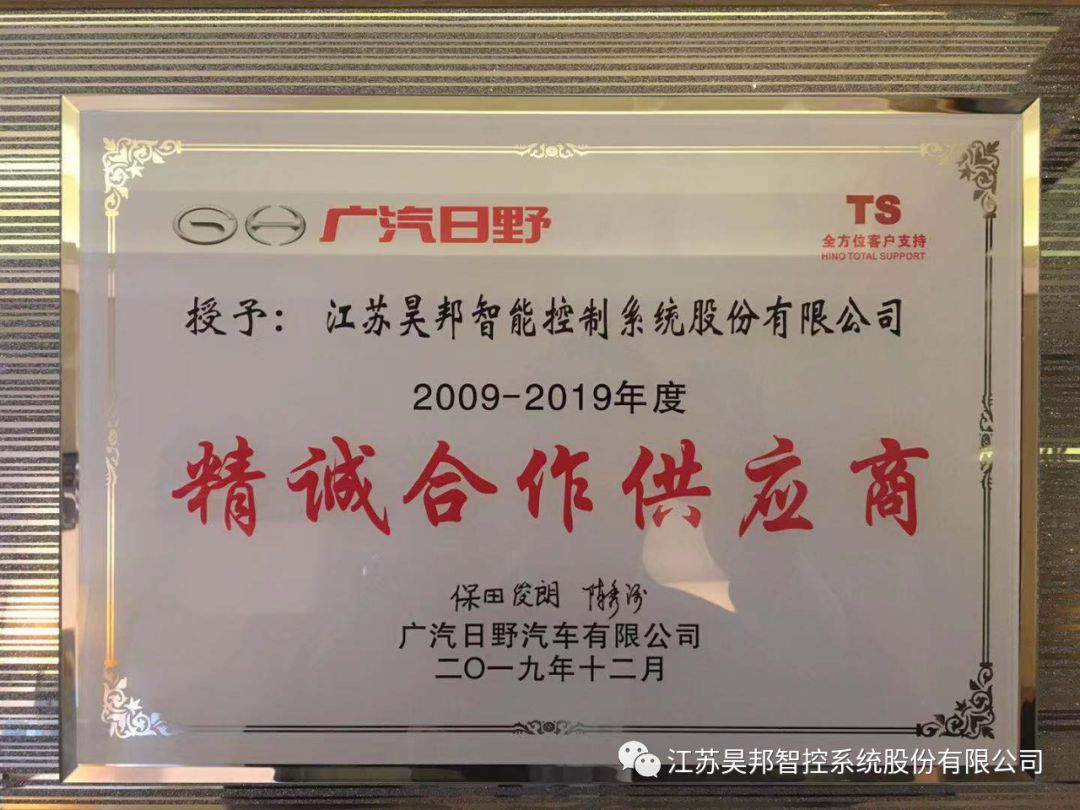 广汽日野
TS
全方位客户支持
HINO TOTAL SUPPORT
授予： 江苏昊邦智能控制系统股份有限公司
2009-2019年度
精诚合作供应商
保田俊朗
广汽日野汽车有限公司
二〇一九年十二月
江苏昊邦智控系统股份有限公司